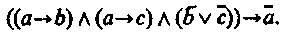 ((a→b) ∧ (a→c) ∧ (b̄ ∨ c̄)) → ā.